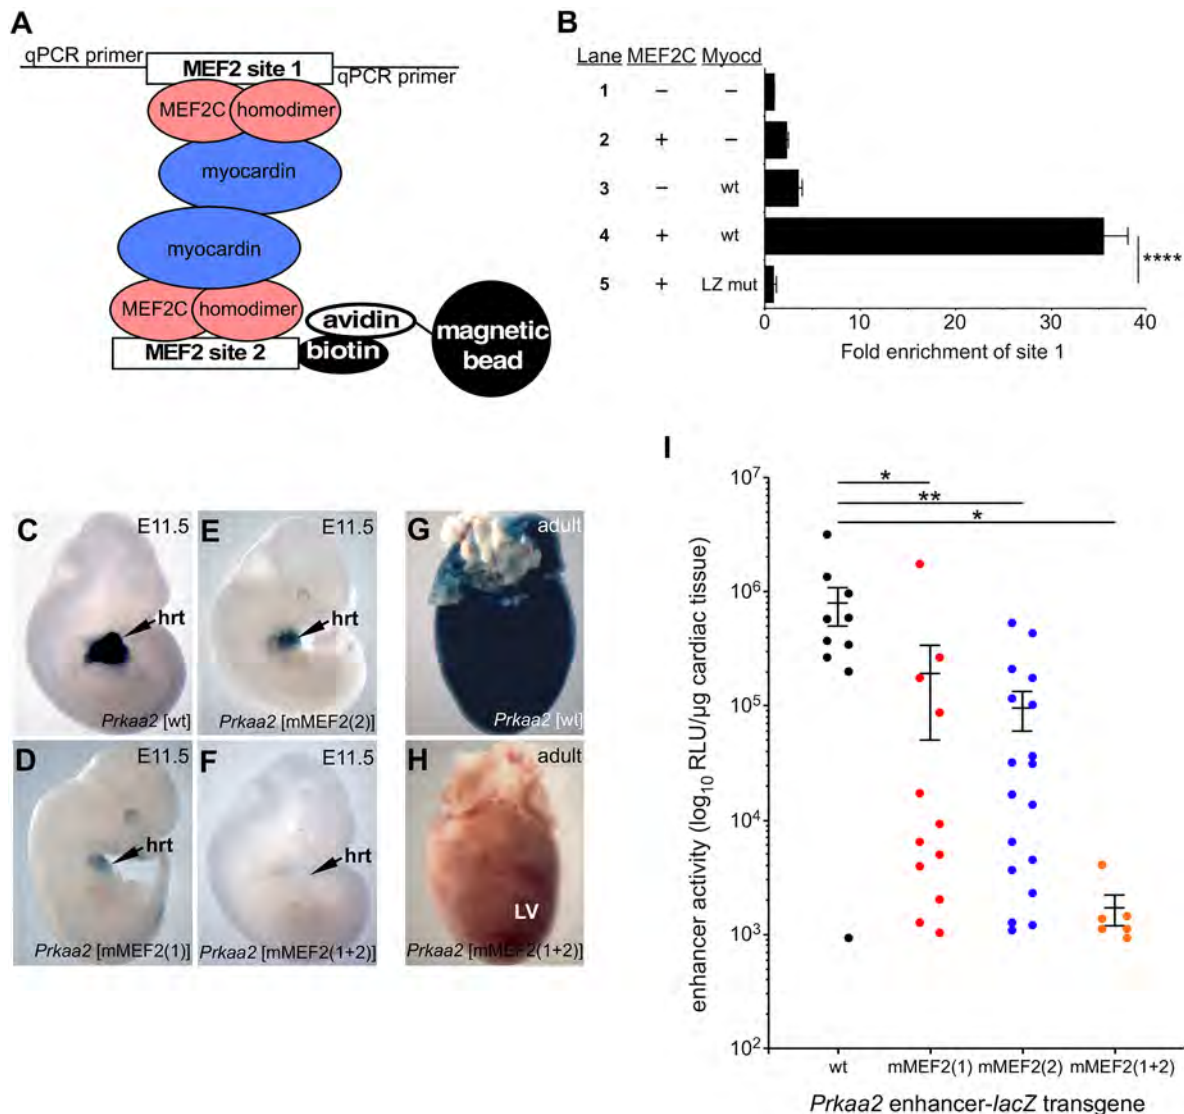 A
qPCR primer
MEF2 site 1
qPCR primer
MEF2C homodimer
myocardin
myocardin
MEF2C homodimer
avidin
MEF2 site 2
biotin
magnetic
bead
B
Lane MEF2C Myocd
1 − −
2 + −
3 − wt
4 + wt
5 + LZ mut
****
0 10 20 30 40
Fold enrichment of site 1
C
E11.5
hrt
Prkaa2 [wt]
E
E11.5
hrt
Prkaa2 [mMEF2(2)]
G
adult
Prkaa2 [wt]
D
E11.5
hrt
Prkaa2 [mMEF2(1)]
F
E11.5
hrt
Prkaa2 [mMEF2(1+2)]
H
adult
LV
Prkaa2 [mMEF2(1+2)]
I
enhancer activity (log10 RLU/µg cardiac tissue)
10^7
10^6
10^5
10^4
10^3
10^2
*
**
*
wt mMEF2(1) mMEF2(2) mMEF2(1+2)
Prkaa2 enhancer-lacZ transgene